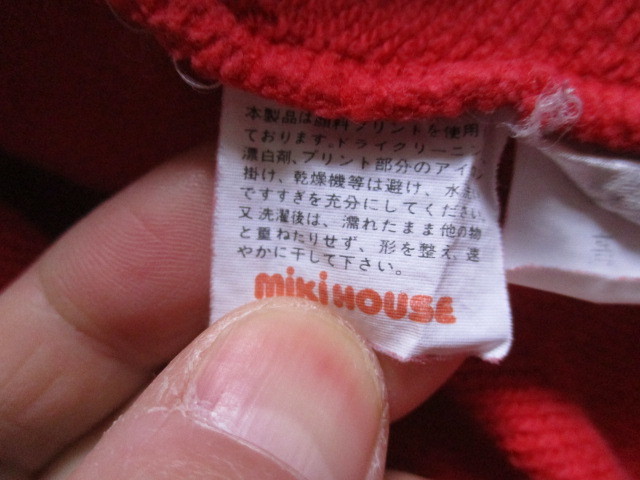 本製品は顔料プリントを使用
ております。ドライクリーニン
漂白剤、プリント部分のアイ
掛け、乾燥機等は避け、水
ですすぎを充分にしてください。
又洗濯後は、濡れたまま他の物
と重ねたりせず、形を整え、速
やかに干して下さい。
mikiHOUSE